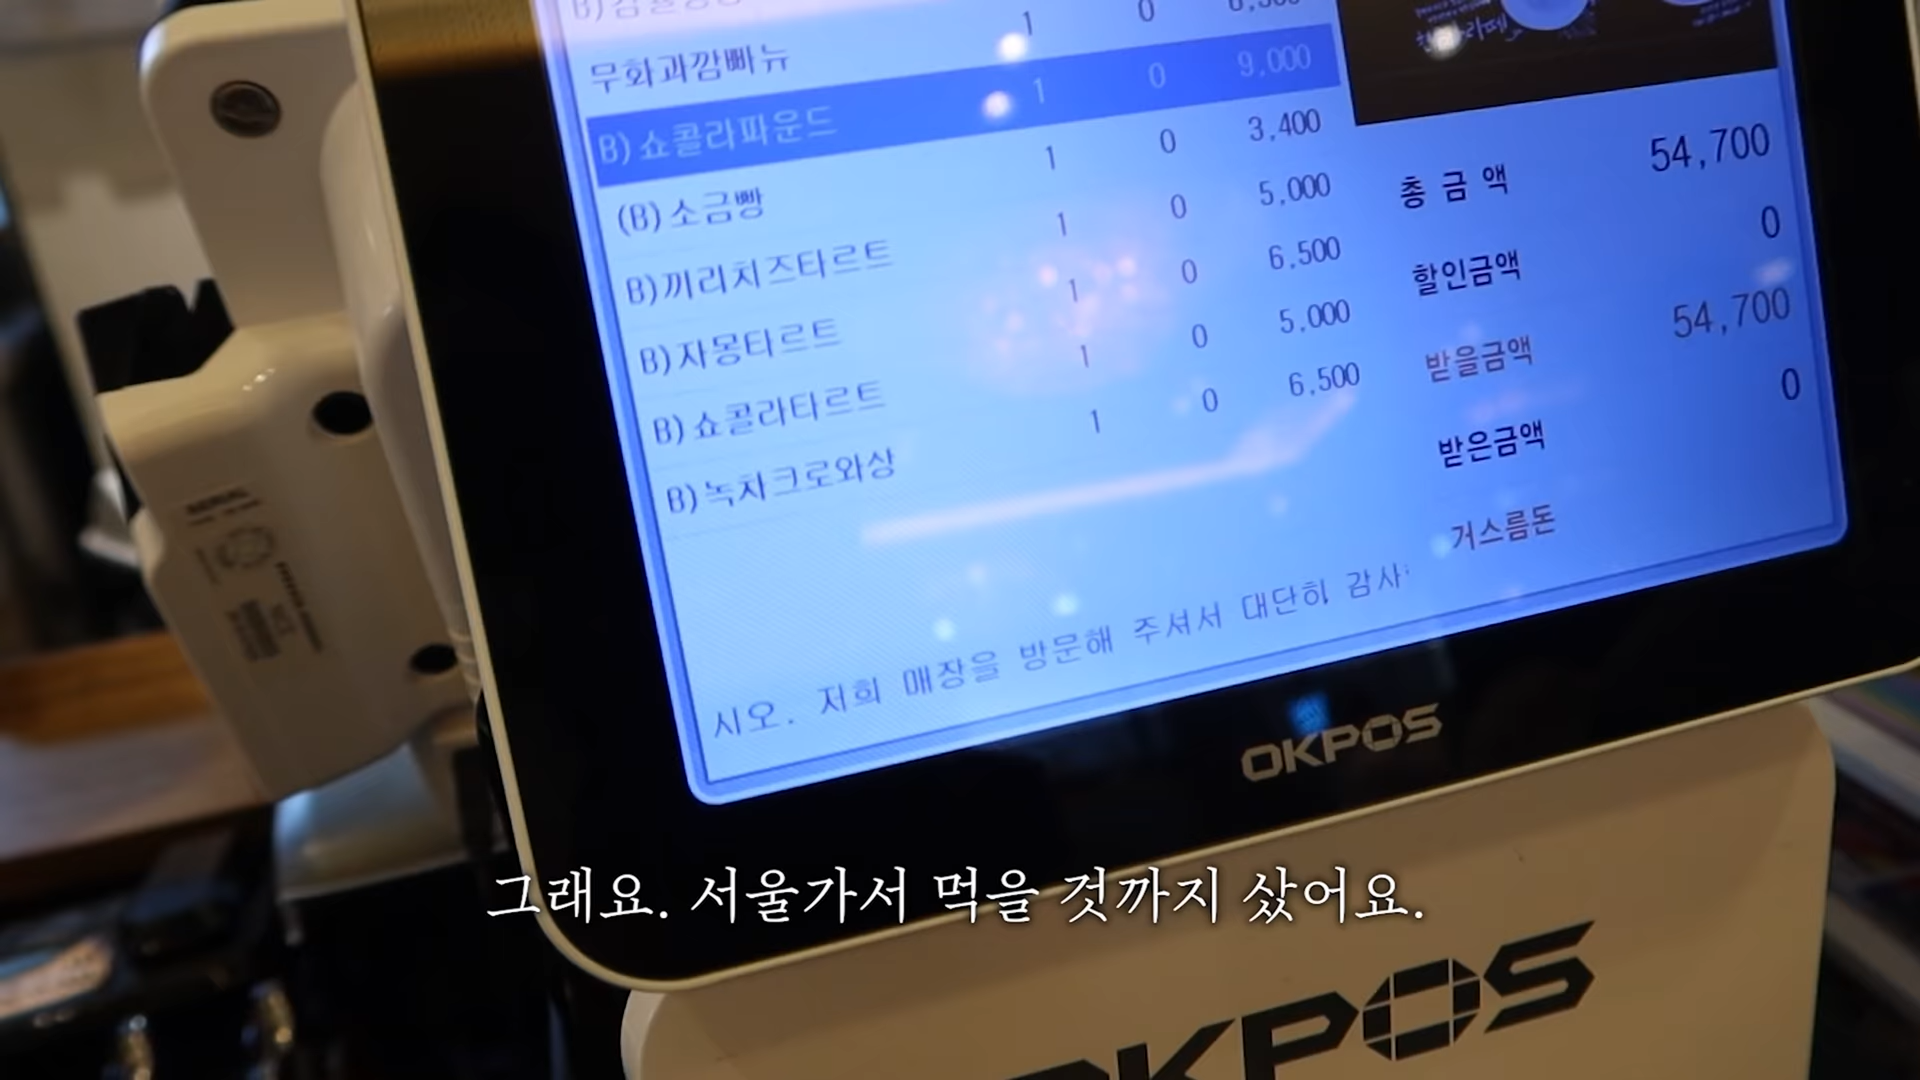 무화과깜빠뉴 1 0 9,000
B)쇼콜라파운드 1 0 3,400
(B)소금빵 1 0 5,000
B)끼리치즈타르트 1 0 6,500
B)자몽타르트 1 0 5,000
B)쇼콜라타르트 1 0 6,500
B)녹차크로와상 1 0
총 금 액 54,700
할인금액 0
받을금액 54,700
받은금액 0
거스름돈
시오. 저희 매장을 방문해 주셔서 대단히 감사
OKPOS
그래요. 서울가서 먹을 것까지 샀어요.
OKPOS